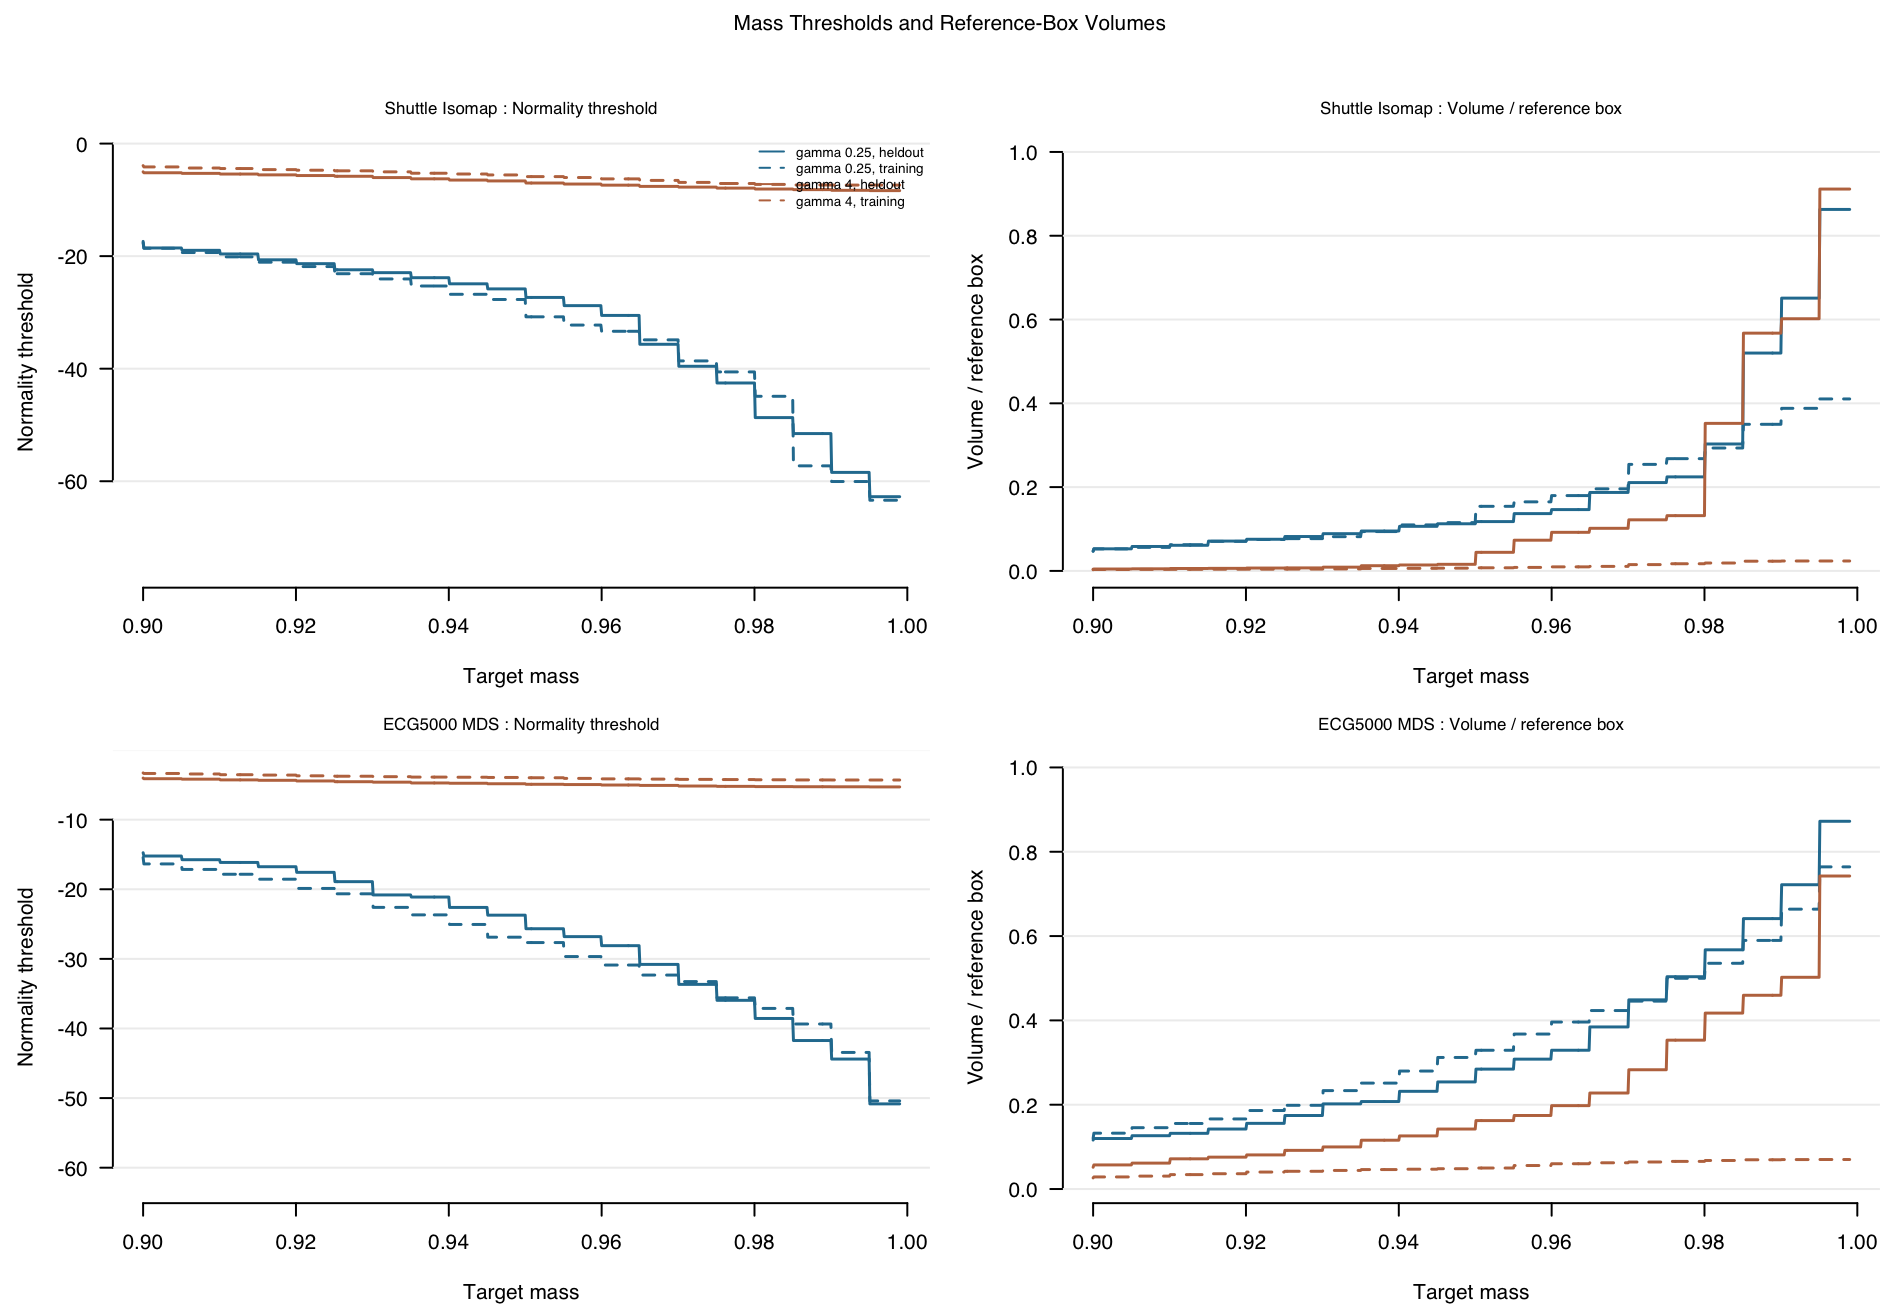 Mass Thresholds and Reference-Box Volumes
Shuttle Isomap : Normality threshold
Normality threshold
0
-20
-40
-60
gamma 0.25, heldout
gamma 0.25, training
gamma 4, heldout
gamma 4, training
0.90 0.92 0.94 0.96 0.98 1.00
Target mass
Shuttle Isomap : Volume / reference box
Volume / reference box
1.0
0.8
0.6
0.4
0.2
0.0
0.90 0.92 0.94 0.96 0.98 1.00
Target mass
ECG5000 MDS : Normality threshold
Normality threshold
-10
-20
-30
-40
-50
-60
0.90 0.92 0.94 0.96 0.98 1.00
Target mass
ECG5000 MDS : Volume / reference box
Volume / reference box
1.0
0.8
0.6
0.4
0.2
0.0
0.90 0.92 0.94 0.96 0.98 1.00
Target mass